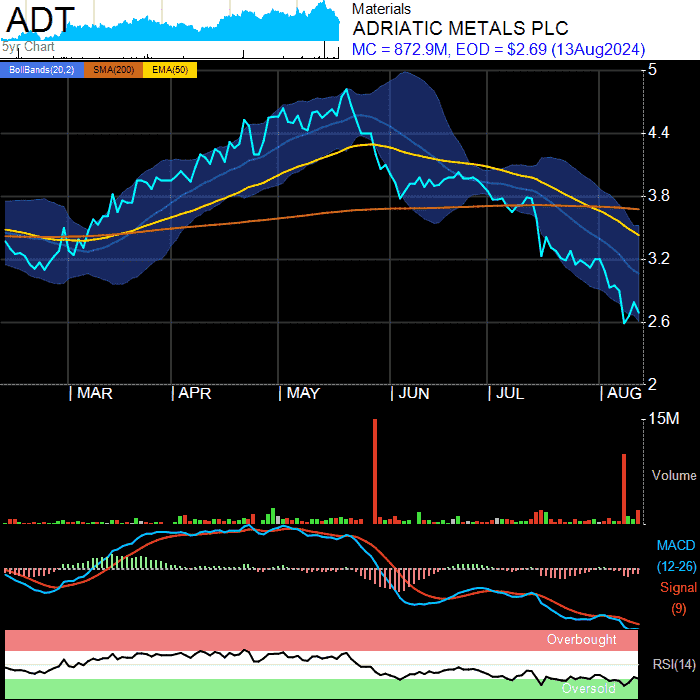 ADT
5yr Chart
Materials
ADRIATIC METALS PLC
MC = 872.9M, EOD = $2.69 (13Aug2024)
BollBands(20,2) SMA(200) EMA(50)
5
4.4
3.8
3.2
2.6
2
MAR APR MAY JUN JUL AUG
15M
Volume
MACD
(12-26)
Signal
(9)
Overbought
RSI(14)
Oversold